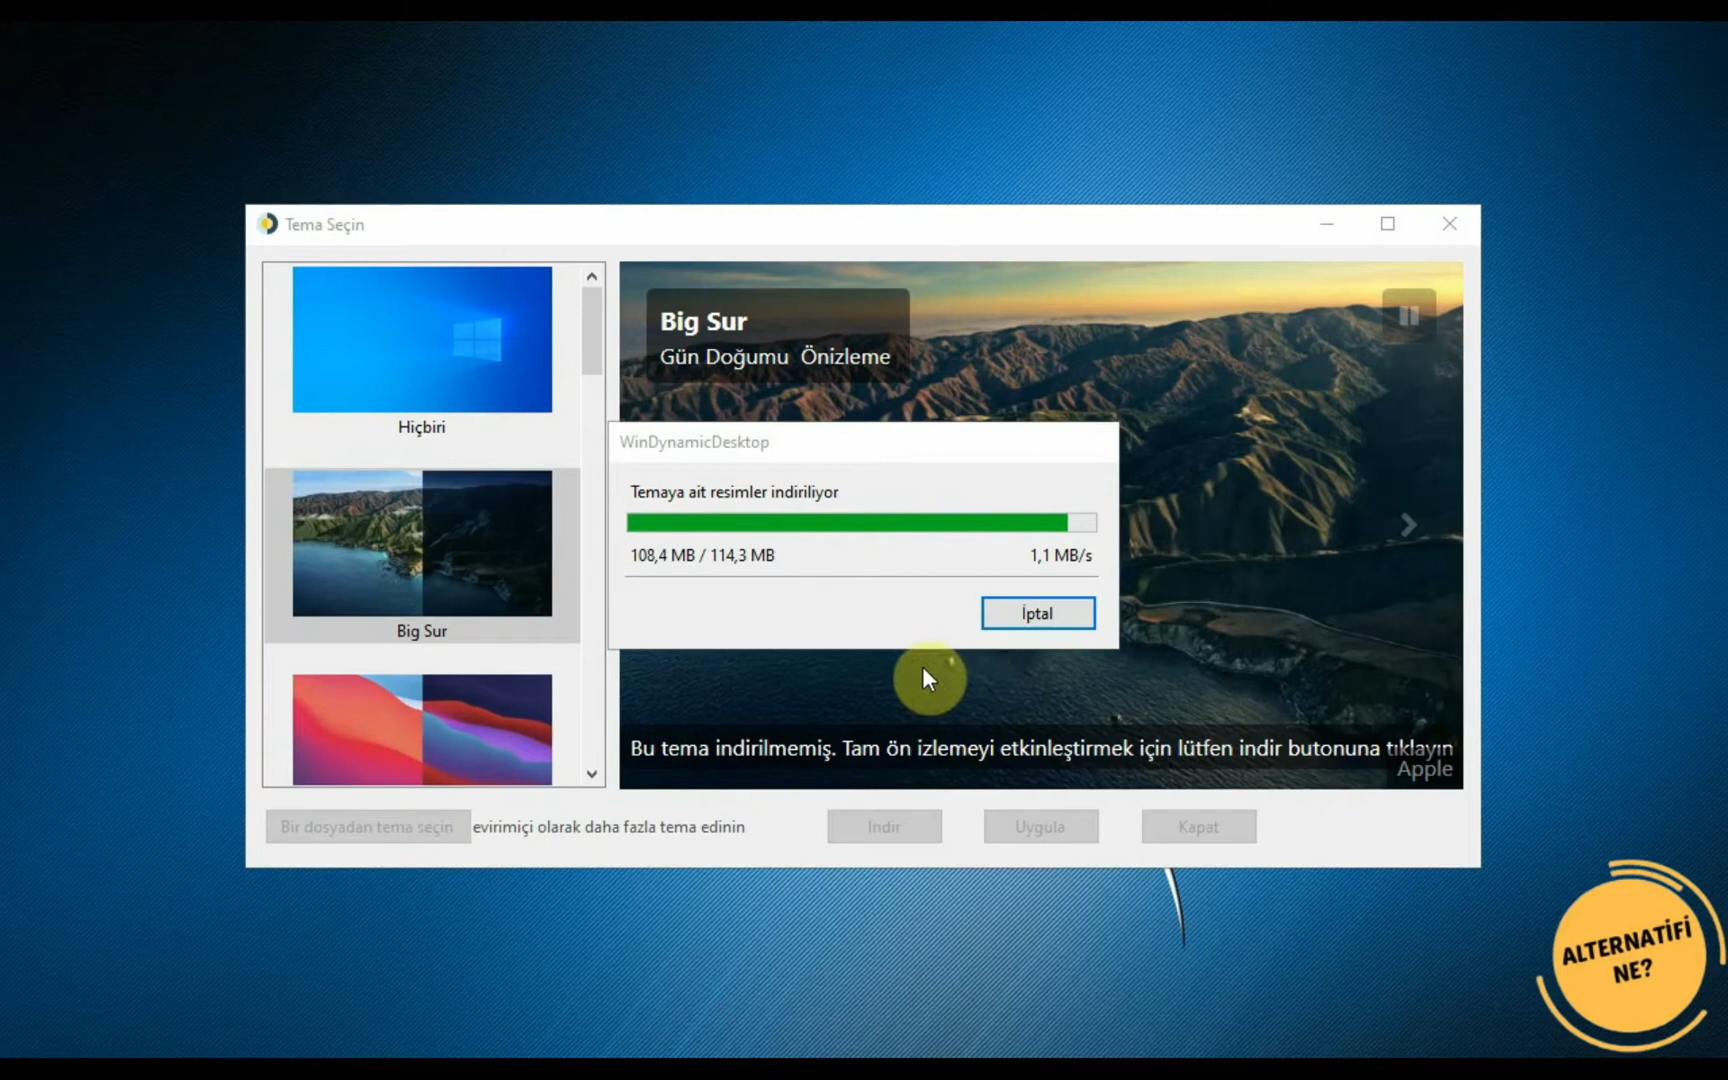 Tema Seçin
Hiçbiri
Big Sur
Big Sur
Gün Doğumu Önizleme
WinDynamicDesktop
Temaya ait resimler indiriliyor
108,4 MB / 114,3 MB 1,1 MB/s
İptal
Bu tema indirilmemiş. Tam ön izlemeyi etkinleştirmek için lütfen indir butonuna tıklayın
Apple
Bir dosyadan tema seçin evirimiçi olarak daha fazla tema edinin İndir Uygula Kapat
ALTERNATİFİ
NE?